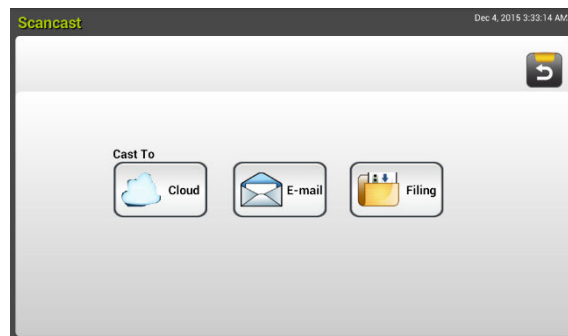 Scancast
Dec 4, 2015 3:33:14 AM
Cast To
Cloud
E-mail
Filing